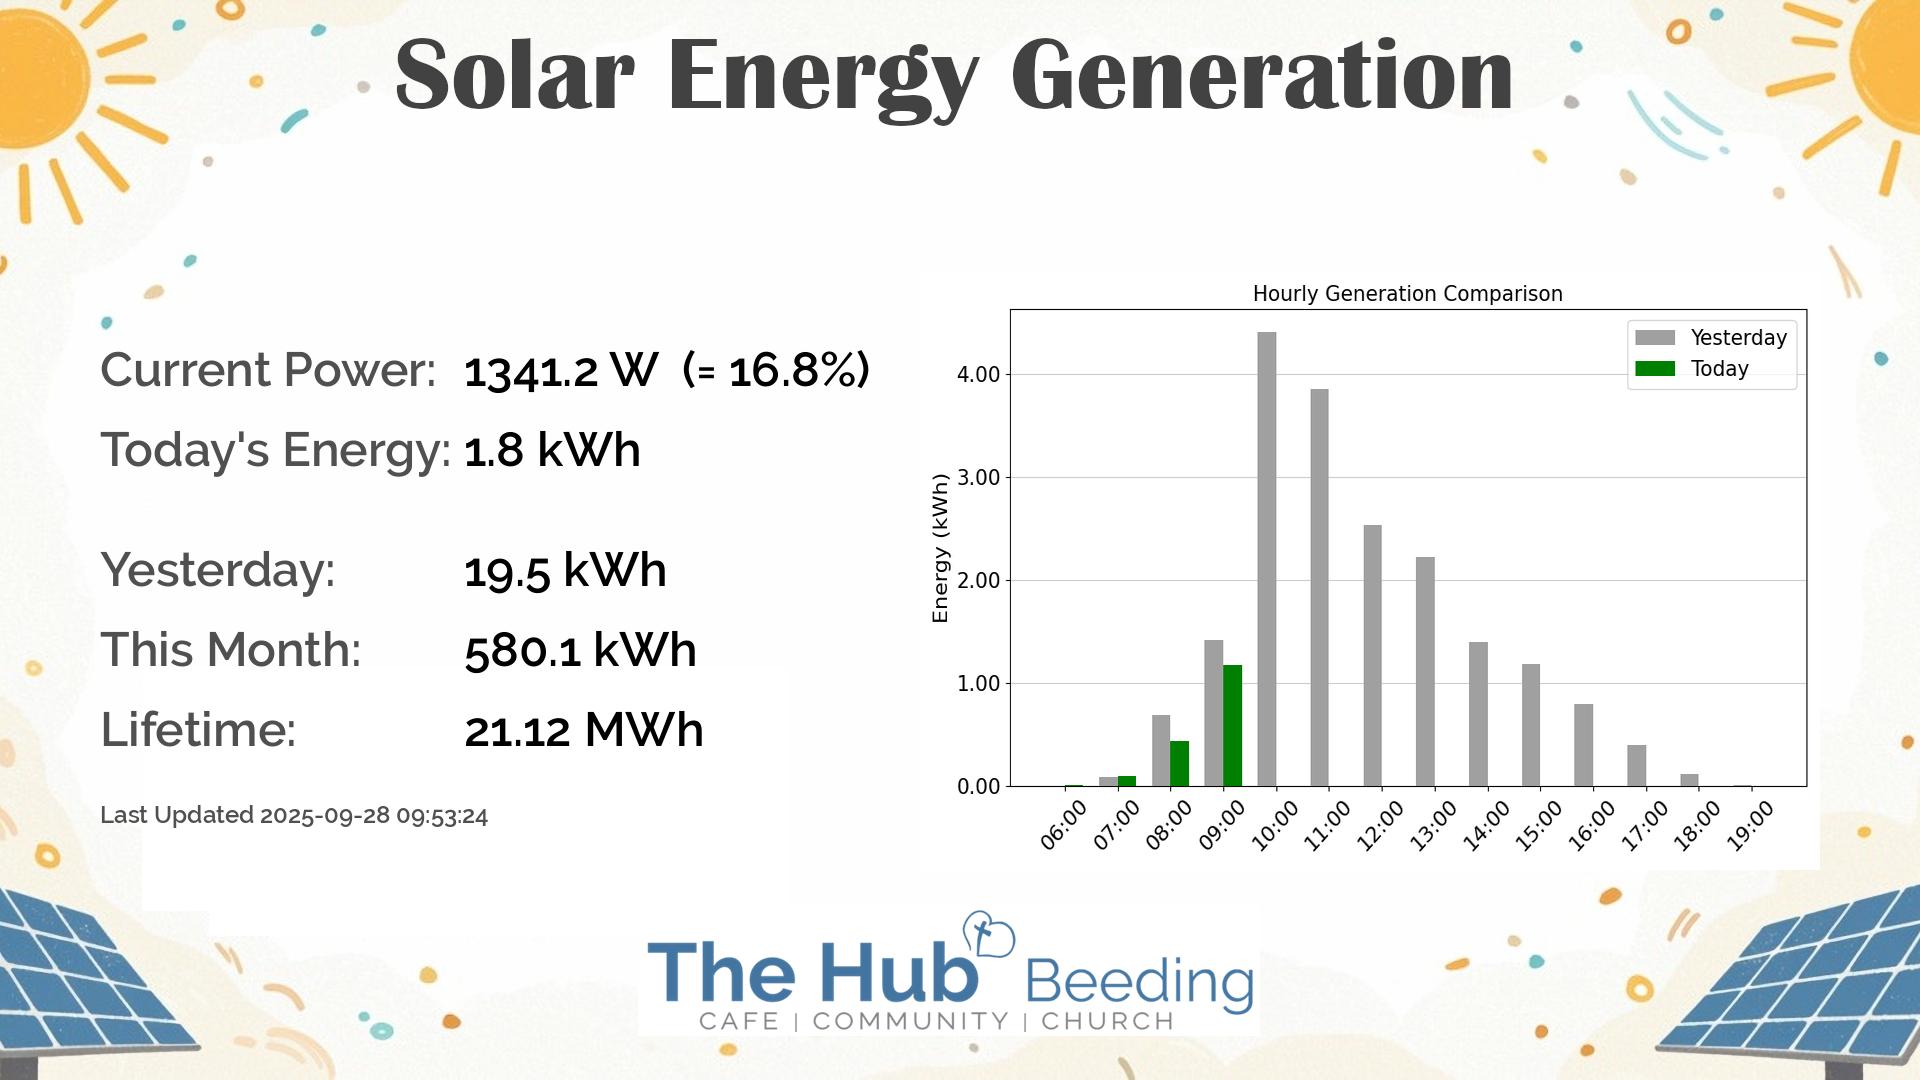 Solar Energy Generation
Current Power: 1341.2 W (= 16.8%)
Today's Energy: 1.8 kWh
Yesterday: 19.5 kWh
This Month: 580.1 kWh
Lifetime: 21.12 MWh
Last Updated 2025-09-28 09:53:24
Hourly Generation Comparison
Yesterday
Today
Energy (kWh)
4.00
3.00
2.00
1.00
0.00
06:00 07:00 08:00 09:00 10:00 11:00 12:00 13:00 14:00 15:00 16:00 17:00 18:00 19:00
The Hub Beeding
CAFE | COMMUNITY | CHURCH